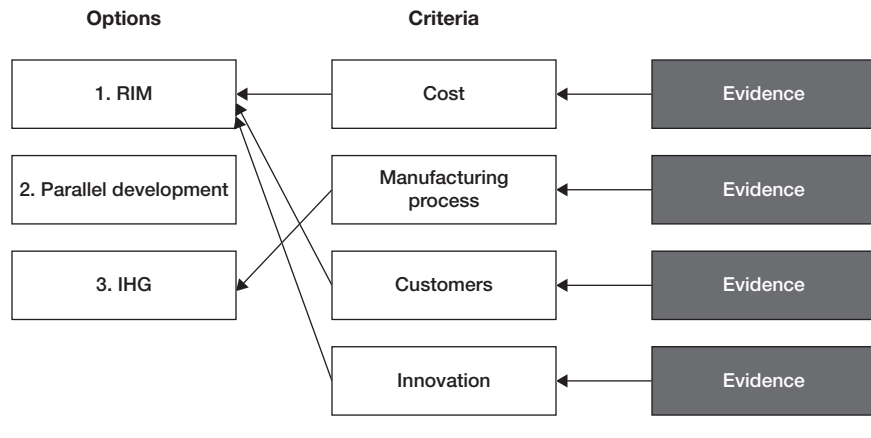 Options
Criteria
1. RIM
Cost
Evidence
2. Parallel development
Manufacturing
process
Evidence
3. IHG
Customers
Evidence
Innovation
Evidence